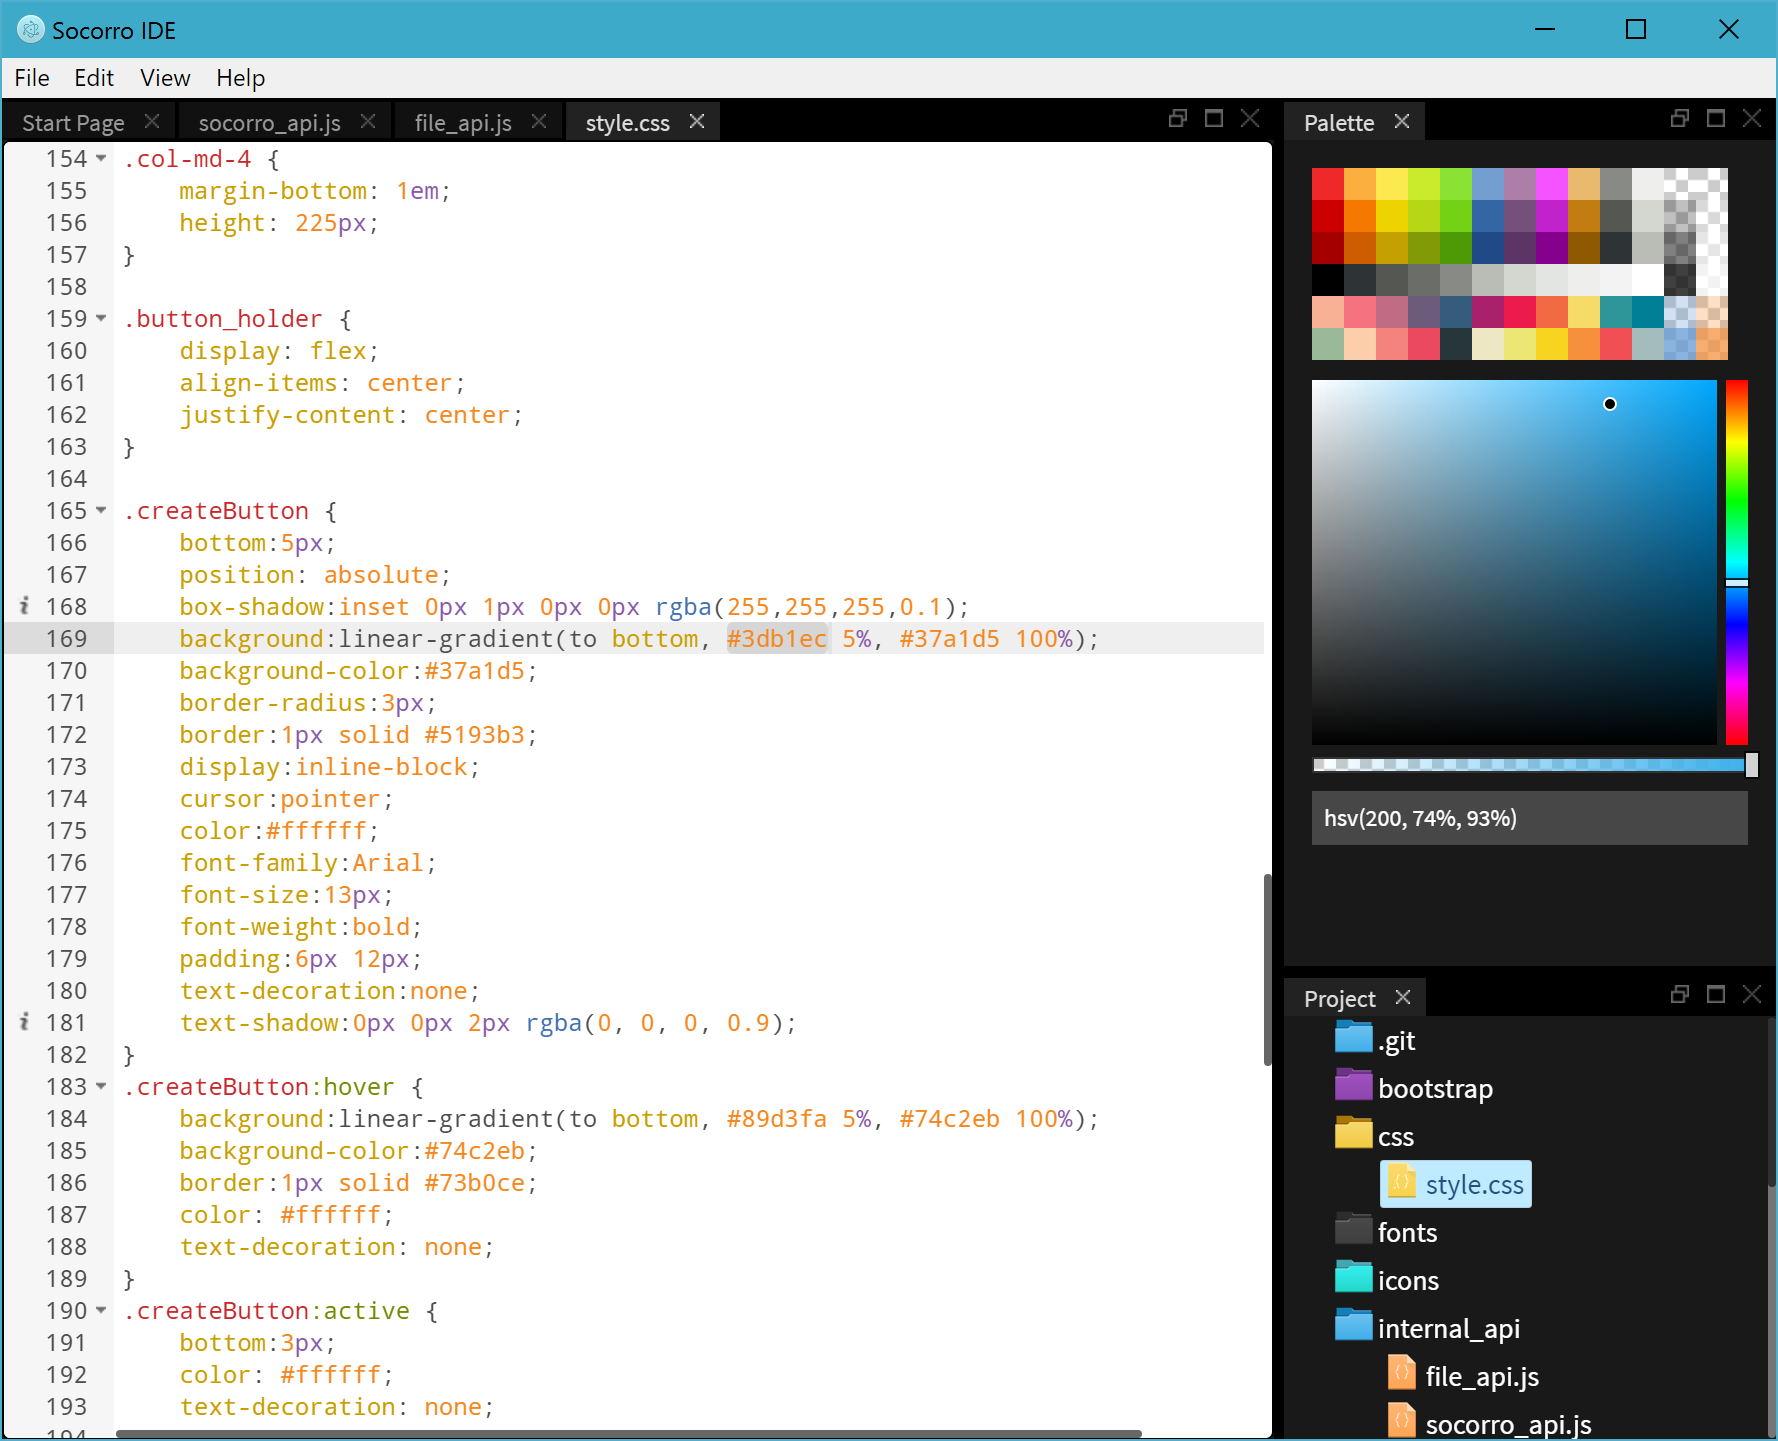 Socorro IDE
File Edit View Help
Start Page socorro_api.js file_api.js style.css
154 .col-md-4 {
155 margin-bottom: 1em;
156 height: 225px;
157 }
158
159 .button_holder {
160 display: flex;
161 align-items: center;
162 justify-content: center;
163 }
164
165 .createButton {
166 bottom:5px;
167 position: absolute;
i 168 box-shadow:inset 0px 1px 0px 0px rgba(255,255,255,0.1);
169 background:linear-gradient(to bottom, #3db1ec 5%, #37a1d5 100%);
170 background-color:#37a1d5;
171 border-radius:3px;
172 border:1px solid #5193b3;
173 display:inline-block;
174 cursor:pointer;
175 color:#ffffff;
176 font-family:Arial;
177 font-size:13px;
178 font-weight:bold;
179 padding:6px 12px;
180 text-decoration:none;
i 181 text-shadow:0px 0px 2px rgba(0, 0, 0, 0.9);
182 }
183 .createButton:hover {
184 background:linear-gradient(to bottom, #89d3fa 5%, #74c2eb 100%);
185 background-color:#74c2eb;
186 border:1px solid #73b0ce;
187 color: #ffffff;
188 text-decoration: none;
189 }
190 .createButton:active {
191 bottom:3px;
192 color: #ffffff;
193 text-decoration: none;
194
Palette
hsv(200, 74%, 93%)
Project
.git
bootstrap
css
style.css
fonts
icons
internal_api
file_api.js
socorro_api.js